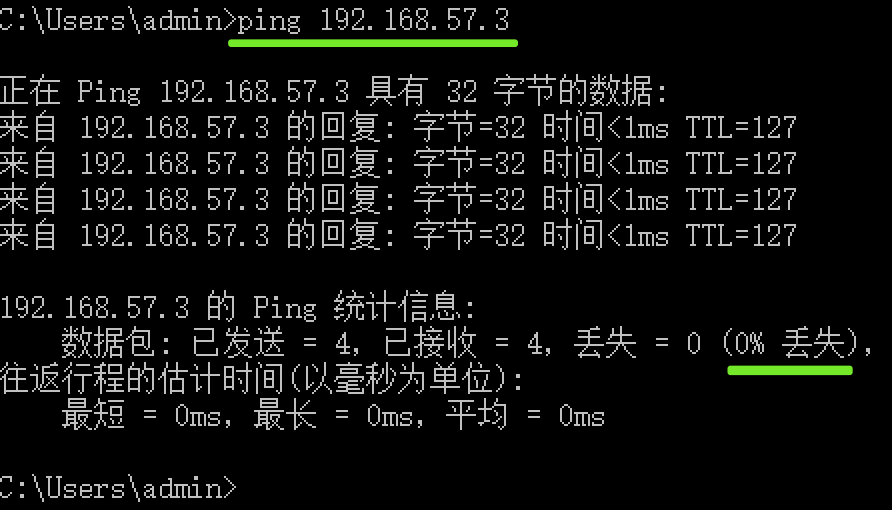 C:\Users\admin>ping 192.168.57.3
正在 Ping 192.168.57.3 具有 32 字节的数据:
来自 192.168.57.3 的回复: 字节=32 时间<1ms TTL=127
来自 192.168.57.3 的回复: 字节=32 时间<1ms TTL=127
来自 192.168.57.3 的回复: 字节=32 时间<1ms TTL=127
来自 192.168.57.3 的回复: 字节=32 时间<1ms TTL=127
192.168.57.3 的 Ping 统计信息:
数据包: 已发送 = 4，已接收 = 4，丢失 = 0 (0% 丢失)，
往返行程的估计时间(以毫秒为单位):
最短 = 0ms，最长 = 0ms，平均 = 0ms
C:\Users\admin>